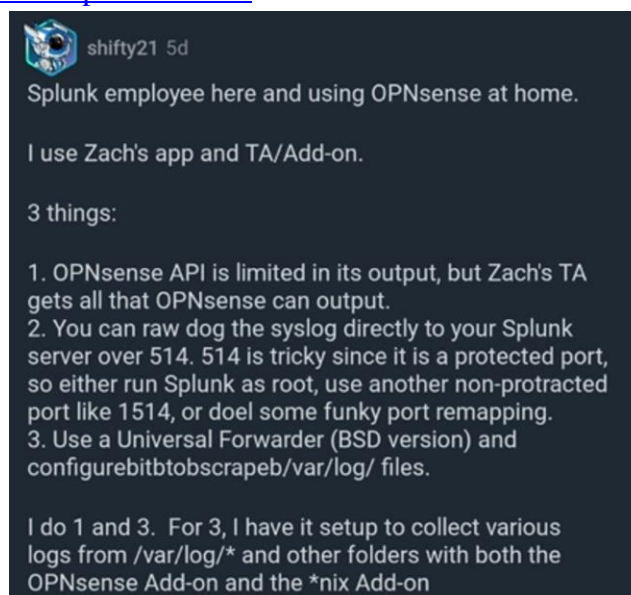 shifty21 5d
Splunk employee here and using OPNsense at home.
I use Zach's app and TA/Add-on.
3 things:
1. OPNsense API is limited in its output, but Zach's TA
gets all that OPNsense can output.
2. You can raw dog the syslog directly to your Splunk
server over 514. 514 is tricky since it is a protected port,
so either run Splunk as root, use another non-protracted
port like 1514, or doel some funky port remapping.
3. Use a Universal Forwarder (BSD version) and
configurebitbtobscrapeb/var/log/ files.
I do 1 and 3.  For 3, I have it setup to collect various
logs from /var/log/* and other folders with both the
OPNsense Add-on and the *nix Add-on